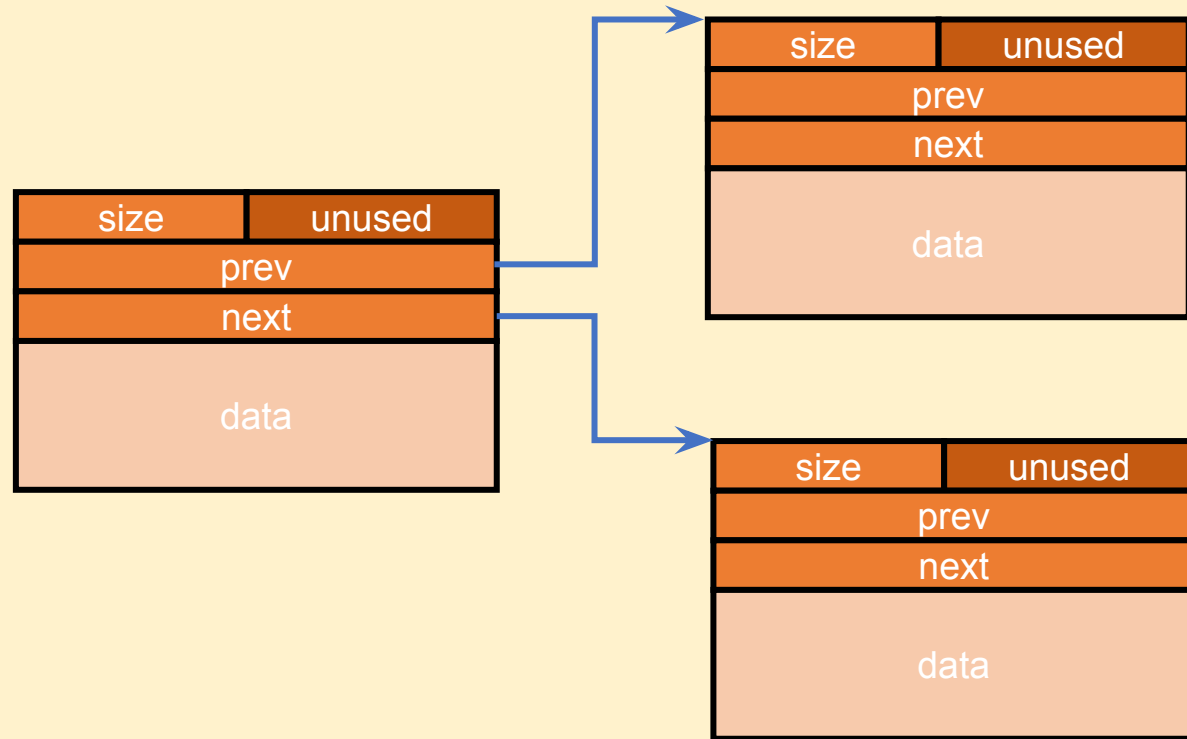 size unused
prev
next
data
size unused
prev
next
data
size unused
prev
next
data